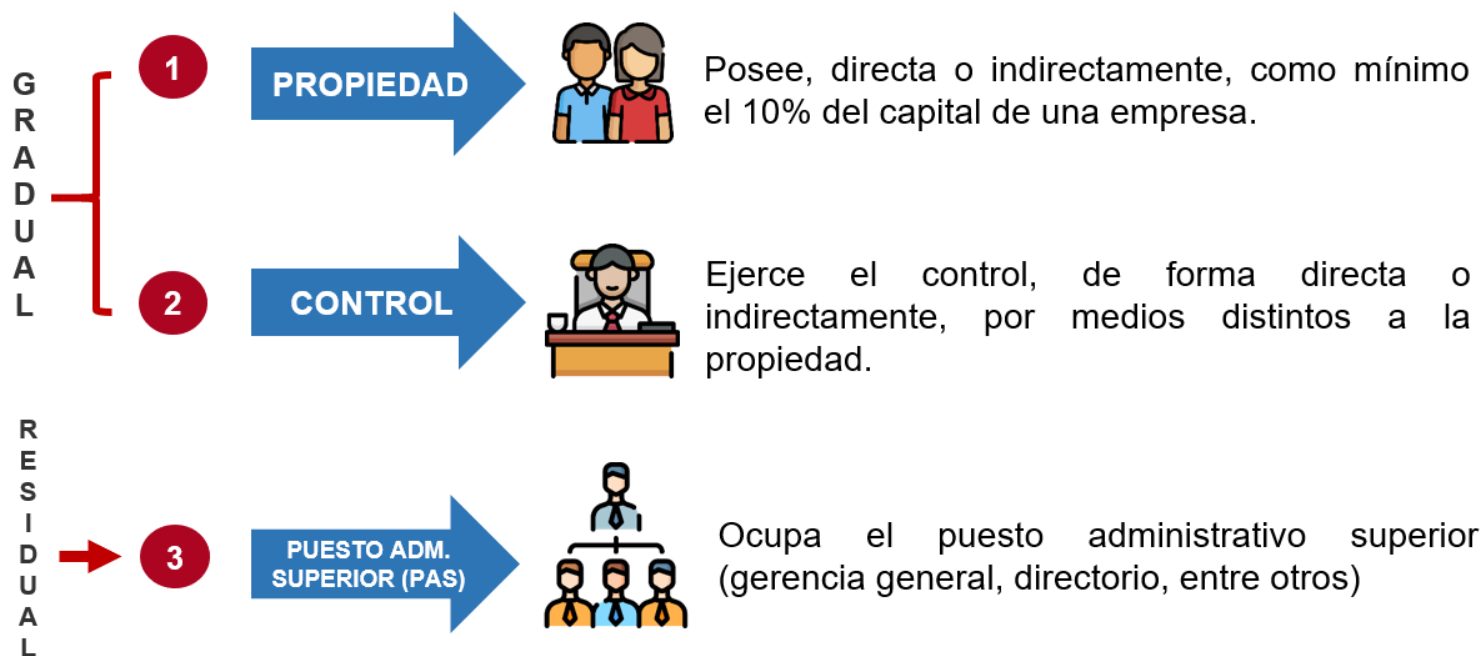 GRADUAL
1
PROPIEDAD
Posee, directa o indirectamente, como mínimo
el 10% del capital de una empresa.
2
CONTROL
Ejerce el control, de forma directa o
indirectamente, por medios distintos a la
propiedad.
RESIDUAL
3
PUESTO ADM.
SUPERIOR (PAS)
Ocupa el puesto administrativo superior
(gerencia general, directorio, entre otros)